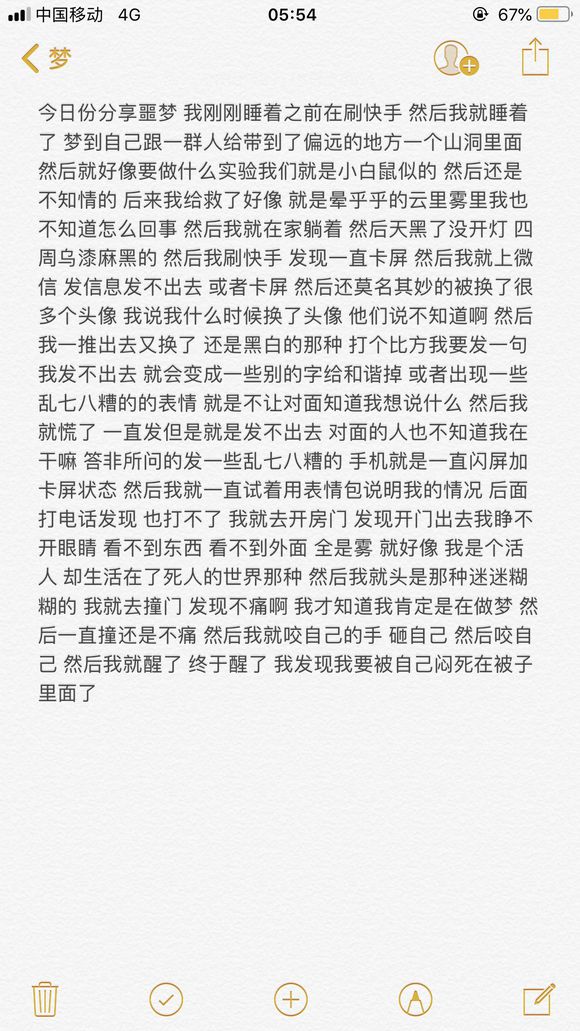 中国移动 4G 05:54 67%
梦
今日份分享噩梦 我刚刚睡着之前在刷快手 然后我就睡着
了 梦到自己跟一群人给带到了偏远的地方一个山洞里面
然后就好像要做什么实验我们就是小白鼠似的 然后还是
不知情的 后来我给救了好像 就是晕乎乎的云里雾里我也
不知道怎么回事 然后我就在家躺着 然后天黑了没开灯 四
周乌漆麻黑的 然后我刷快手 发现一直卡屏 然后我就上微
信 发信息发不出去 或者卡屏 然后还莫名其妙的被换了很
多个头像 我说我什么时候换了头像 他们说不知道啊 然后
我一推出去又换了 还是黑白的那种 打个比方我要发一句
我发不出去 就会变成一些别的字给和谐掉 或者出现一些
乱七八糟的的表情 就是不让对面知道我想说什么 然后我
就慌了 一直发但是就是发不出去 对面的人也不知道我在
干嘛 答非所问的发一些乱七八糟的 手机就是一直闪屏加
卡屏状态 然后我就一直试着用表情包说明我的情况 后面
打电话发现 也打不了 我就去开房门 发现开门出去我睁不
开眼睛 看不到东西 看不到外面 全是雾 就好像 我是个活
人 却生活在了死人的世界那种 然后我就头是那种迷迷糊
糊的 我就去撞门 发现不痛啊 我才知道我肯定是在做梦 然
后一直撞还是不痛 然后我就咬自己的手 砸自己 然后咬自
己 然后我就醒了 终于醒了 我发现我要被自己闷死在被子
里面了